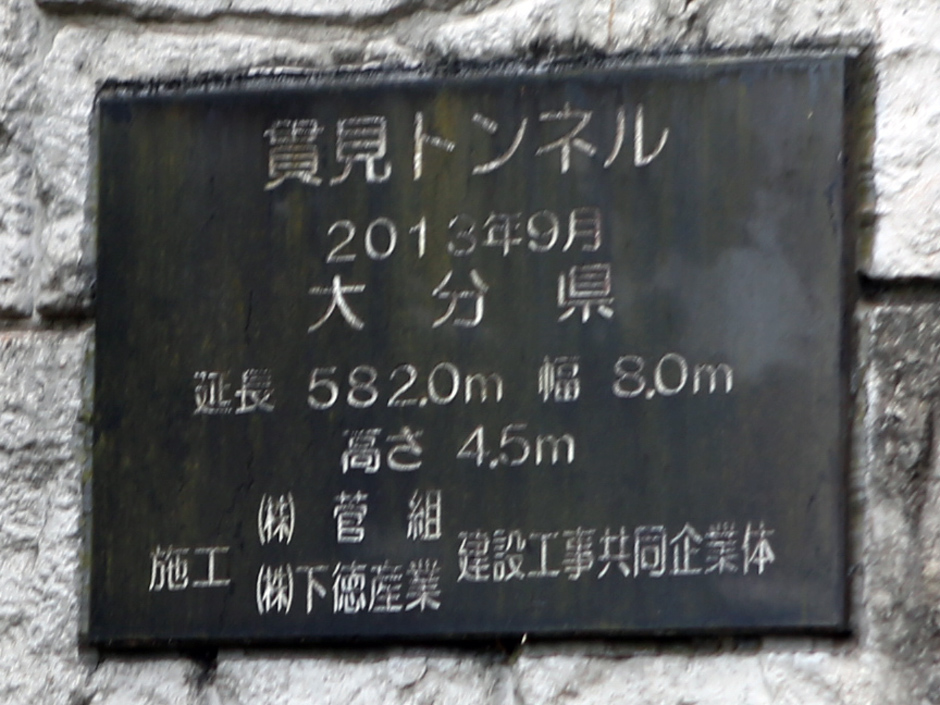 貫見トンネル
2013年9月
大分県
延長 582.0m 幅 8.0m
高さ 4.5m
施工 ㈱ 菅組 ㈱下徳産業 建設工事共同企業体